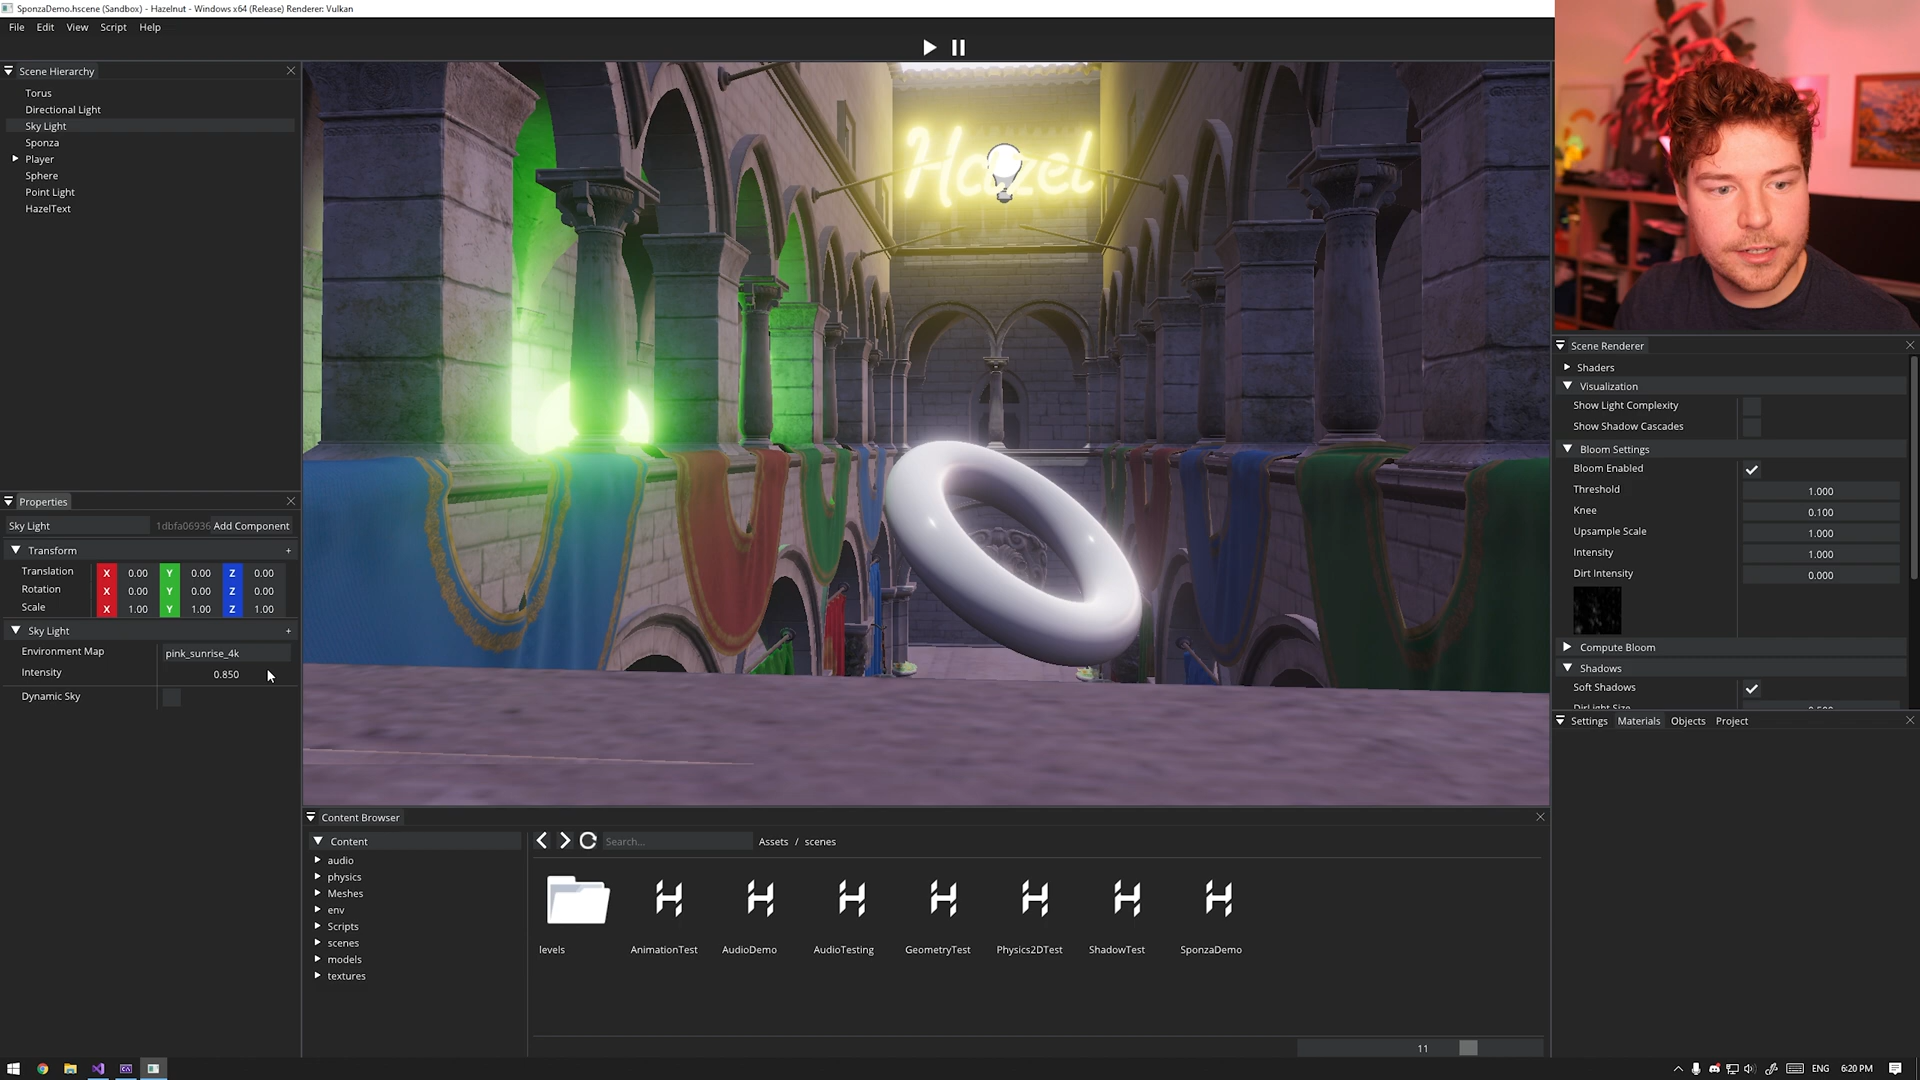 SponzaDemo.hscene (Sandbox) - Hazelnut - Windows x64 (Release) Renderer: Vulkan
File Edit View Script Help
Scene Hierarchy
Torus
Directional Light
Sky Light
Sponza
Player
Sphere
Point Light
HazelText
Properties
Sky Light 1dbfa06936 Add Component
Transform +
Translation X 0.00 Y 0.00 Z 0.00
Rotation X 0.00 Y 0.00 Z 0.00
Scale X 1.00 Y 1.00 Z 1.00
Sky Light +
Environment Map pink_sunrise_4k
Intensity 0.850
Dynamic Sky
Hazel
Scene Renderer
Shaders
Visualization
Show Light Complexity
Show Shadow Cascades
Bloom Settings
Bloom Enabled
Threshold 1.000
Knee 0.100
Upsample Scale 1.000
Intensity 1.000
Dirt Intensity 0.000
Compute Bloom
Shadows
Soft Shadows
DirLight Size 0.500
Settings Materials Objects Project
Content Browser
Content
audio
physics
Meshes
env
Scripts
scenes
models
textures
Search... Assets / scenes
levels AnimationTest AudioDemo AudioTesting GeometryTest Physics2DTest ShadowTest SponzaDemo
11
ENG 6:20 PM